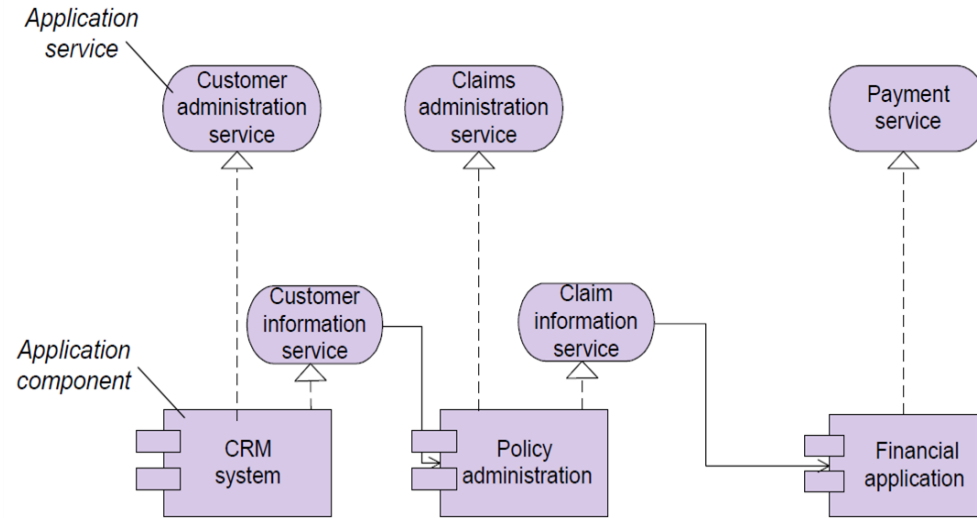 Application
service
Customer
administration
service
Claims
administration
service
Payment
service
Customer
information
service
Claim
information
service
Application
component
CRM
system
Policy
administration
Financial
application